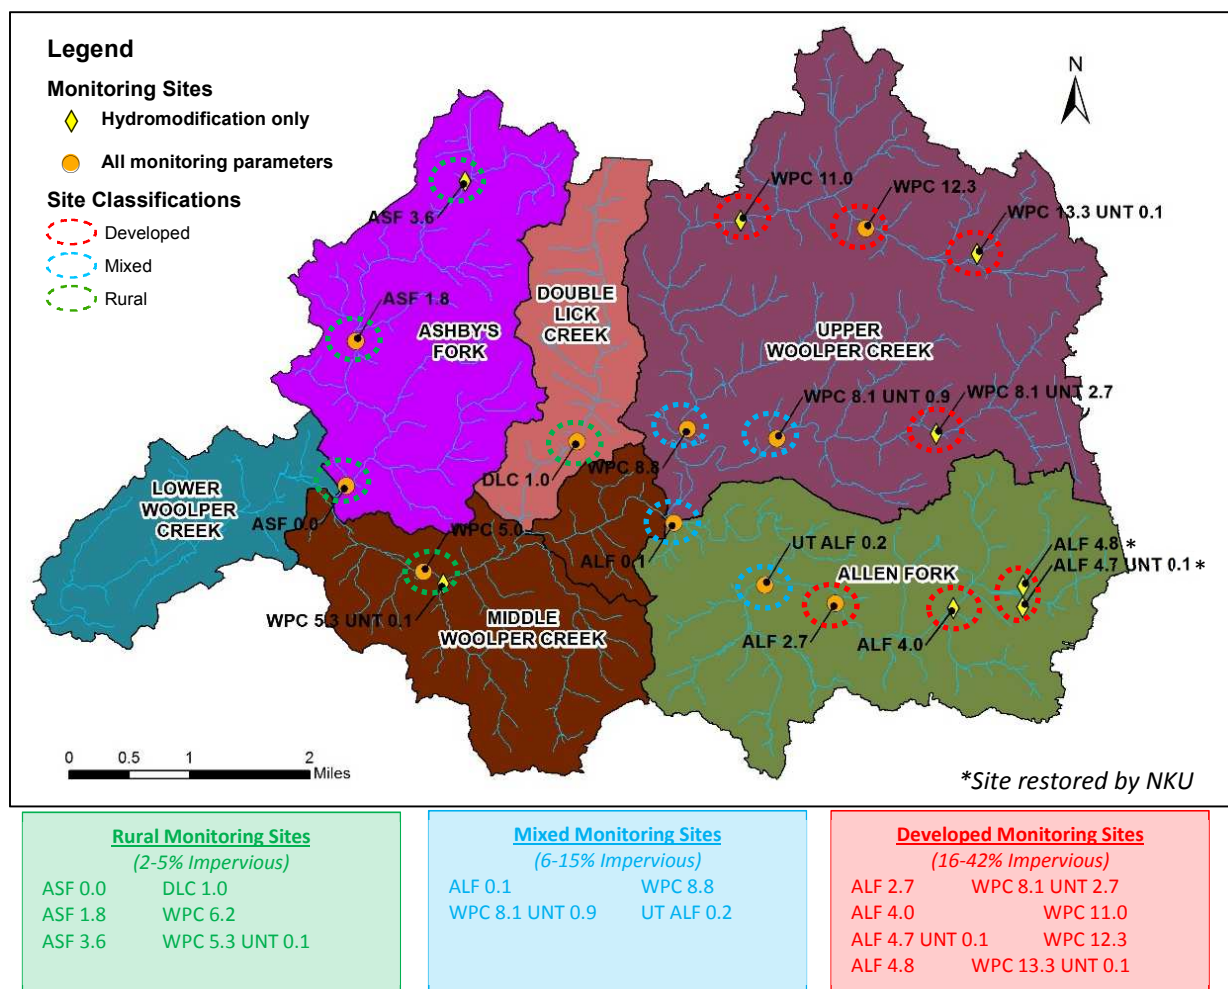 Legend
Monitoring Sites
Hydromodification only
All monitoring parameters
Site Classifications
Developed
Mixed
Rural
N
ASF 3.6
WPC 11.0
WPC 12.3
WPC 13.3 UNT 0.1
ASF 1.8
ASHBY'S
FORK
DOUBLE
LICK
CREEK
UPPER
WOOLPER CREEK
WPC 8.1 UNT 0.9
WPC 8.1 UNT 2.7
WPC 8.8
DLC 1.0
LOWER
WOOLPER
CREEK
ASF 0.0
WPC 5.0
ALF 0.1
UT ALF 0.2
ALLEN FORK
ALF 4.8 *
ALF 4.7 UNT 0.1 *
WPC 5.3 UNT 0.1
MIDDLE
WOOLPER CREEK
ALF 2.7
ALF 4.0
0 0.5 1 2
Miles
*Site restored by NKU
Rural Monitoring Sites
(2-5% Impervious)
ASF 0.0 DLC 1.0
ASF 1.8 WPC 6.2
ASF 3.6 WPC 5.3 UNT 0.1
Mixed Monitoring Sites
(6-15% Impervious)
ALF 0.1 WPC 8.8
WPC 8.1 UNT 0.9 UT ALF 0.2
Developed Monitoring Sites
(16-42% Impervious)
ALF 2.7 WPC 8.1 UNT 2.7
ALF 4.0 WPC 11.0
ALF 4.7 UNT 0.1 WPC 12.3
ALF 4.8 WPC 13.3 UNT 0.1